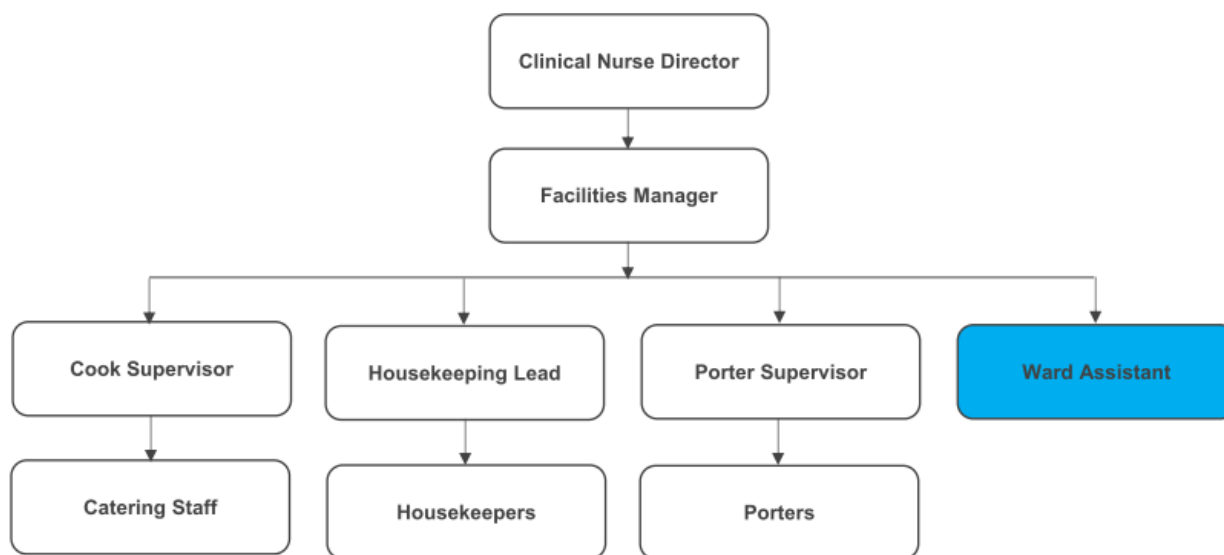 Clinical Nurse Director
Facilities Manager
Cook Supervisor
Housekeeping Lead
Porter Supervisor
Ward Assistant
Catering Staff
Housekeepers
Porters